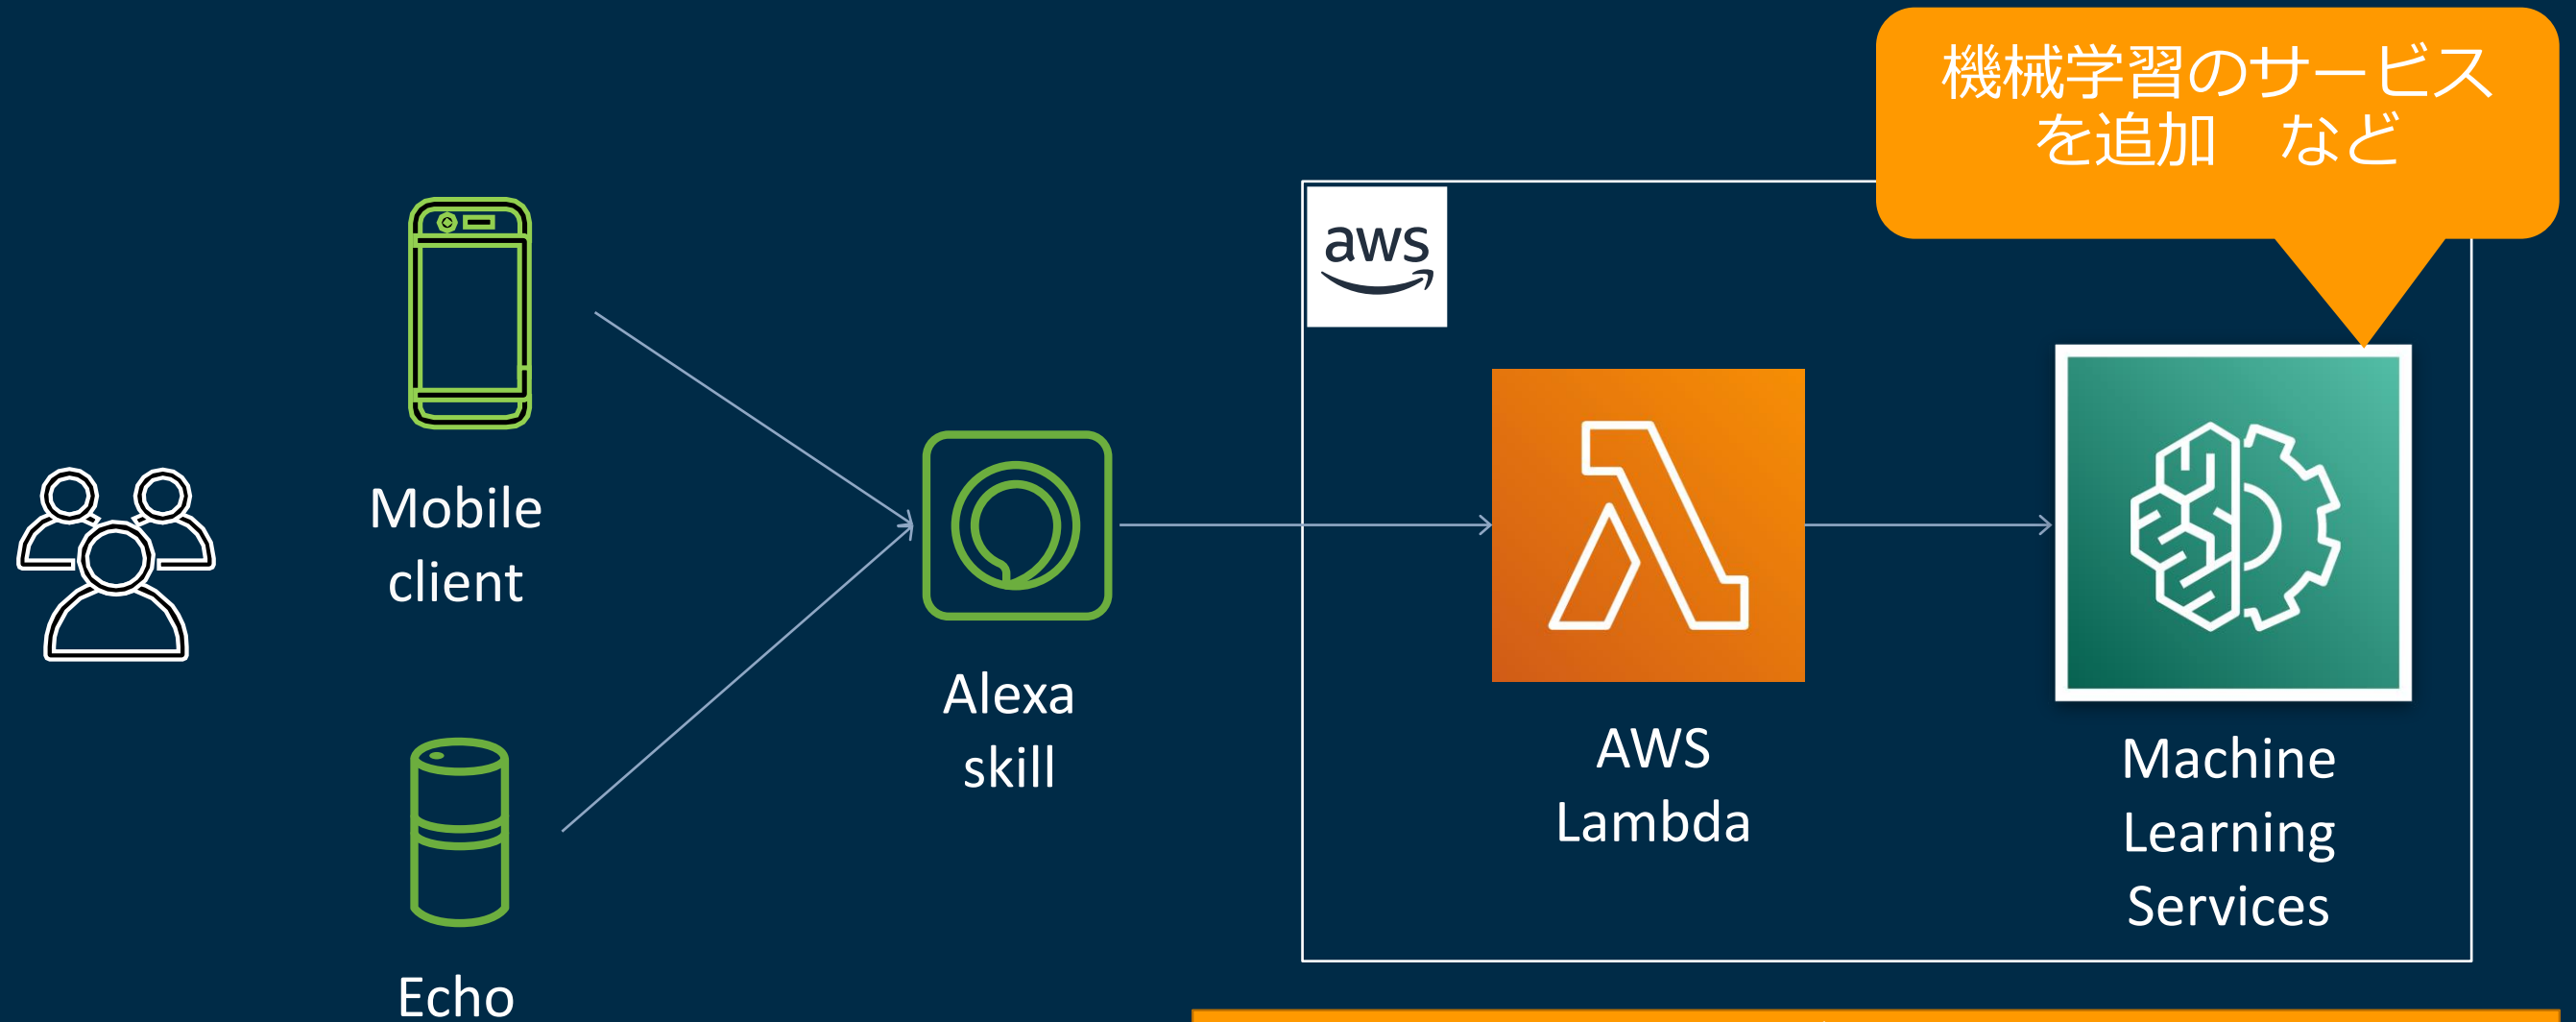 機械学習のサービス
を追加　など
aws
Mobile
client
Alexa
skill
AWS
Lambda
Machine
Learning
Services
Echo